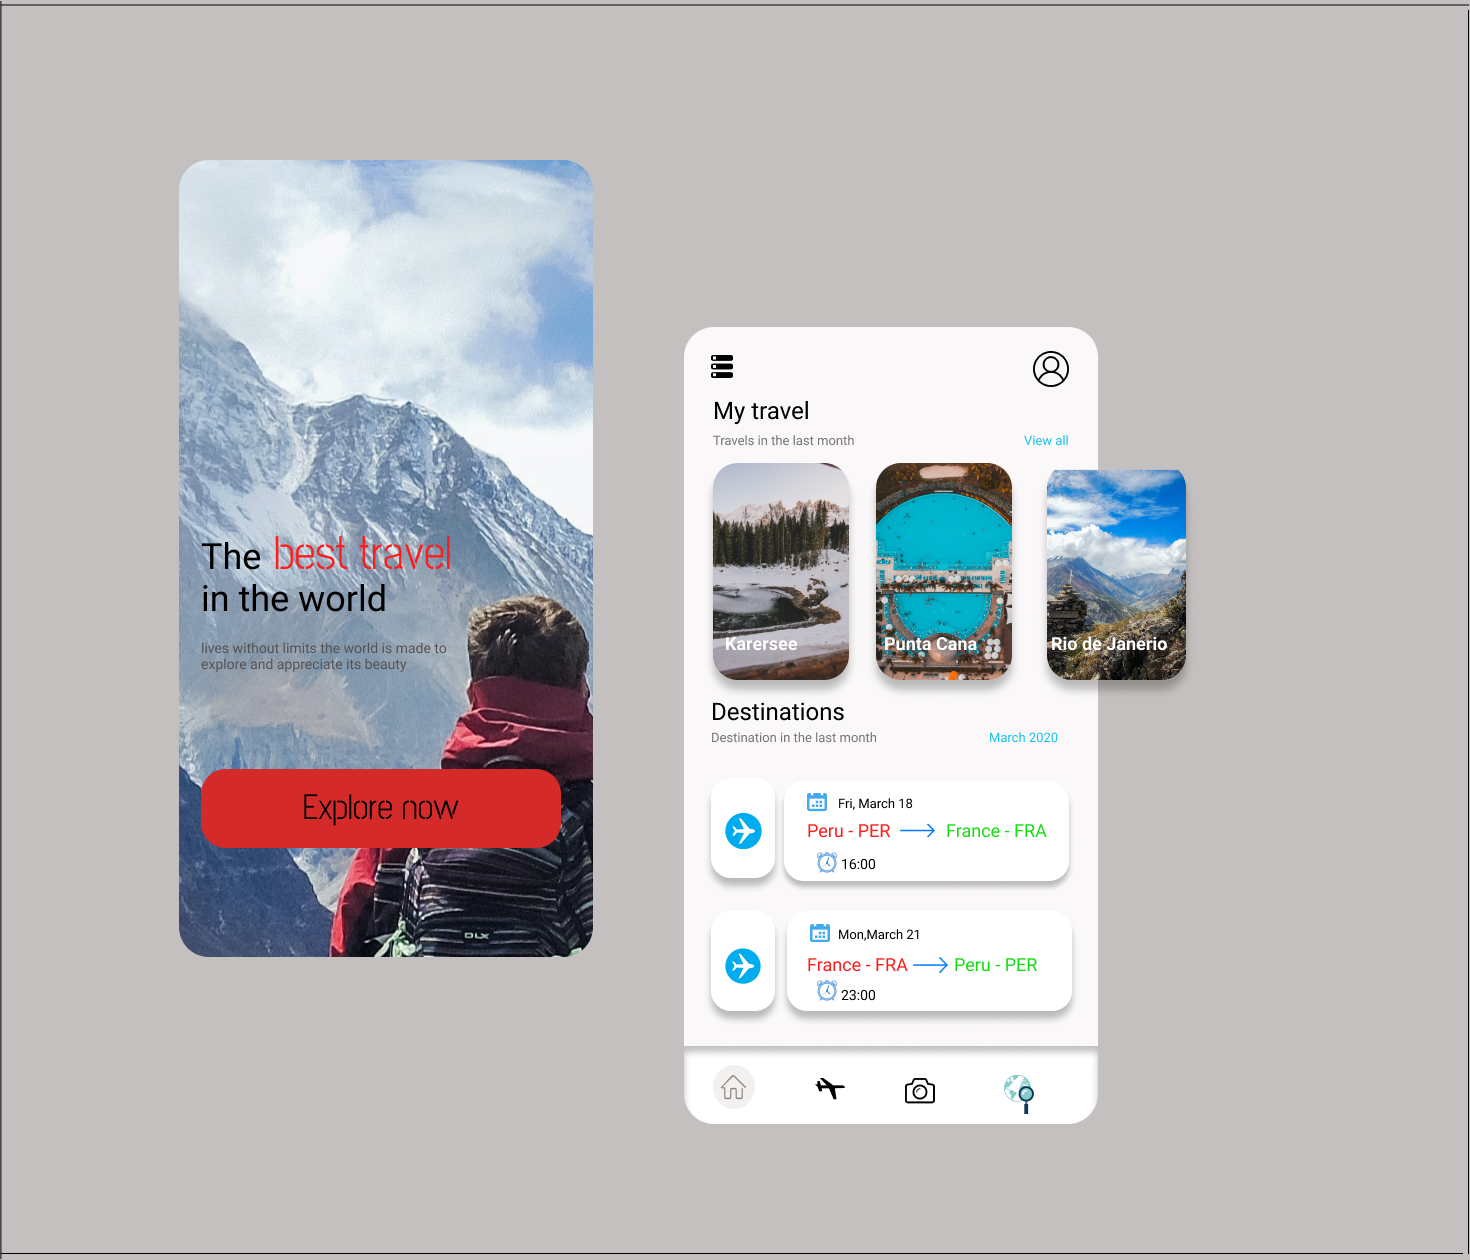 The best travel
in the world
lives without limits the world is made to
explore and appreciate its beauty
Explore now
DLX
My travel
Travels in the last month
View all
Karersee
Punta Cana
Rio de Janerio
Destinations
Destination in the last month
March 2020
Fri, March 18
Peru - PER
France - FRA
16:00
Mon,March 21
France - FRA
Peru - PER
23:00